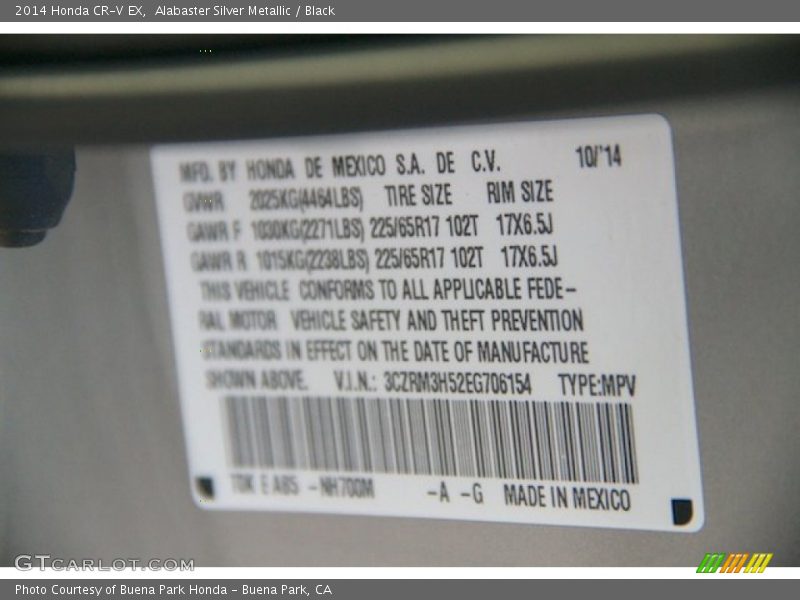 2014 Honda CR-V EX, Alabaster Silver Metallic / Black
MFD. BY HONDA DE MEXICO S.A. DE C.V. 10/'14
GVWR 2025KG(4464LBS) TIRE SIZE RIM SIZE
GAWR F 1030KG(2271LBS) 225/65R17 102T 17X6.5J
GAWR R 1015KG(2238LBS) 225/65R17 102T 17X6.5J
THIS VEHICLE CONFORMS TO ALL APPLICABLE FEDE-
RAL MOTOR VEHICLE SAFETY AND THEFT PREVENTION
STANDARDS IN EFFECT ON THE DATE OF MANUFACTURE
SHOWN ABOVE. V.I.N.: 3CZRM3H52EG706154 TYPE:MPV
E -NH700M -A -G MADE IN MEXICO
GTCARLOT.COM
Photo Courtesy of Buena Park Honda - Buena Park, CA